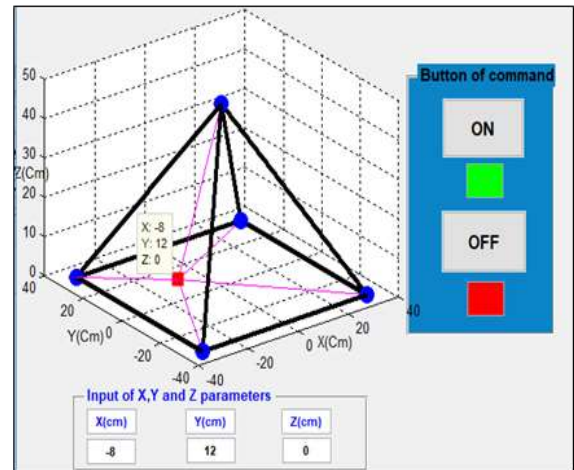 50
40
30
Z(Cm)
20
10
0
40
20
Y(Cm) 0
-20
-40
-40
-20
0 X(Cm)
20
40
X: -8
Y: 12
Z: 0
Button of command
ON
OFF
Input of X,Y and Z parameters
X(cm) Y(cm) Z(cm)
-8 12 0